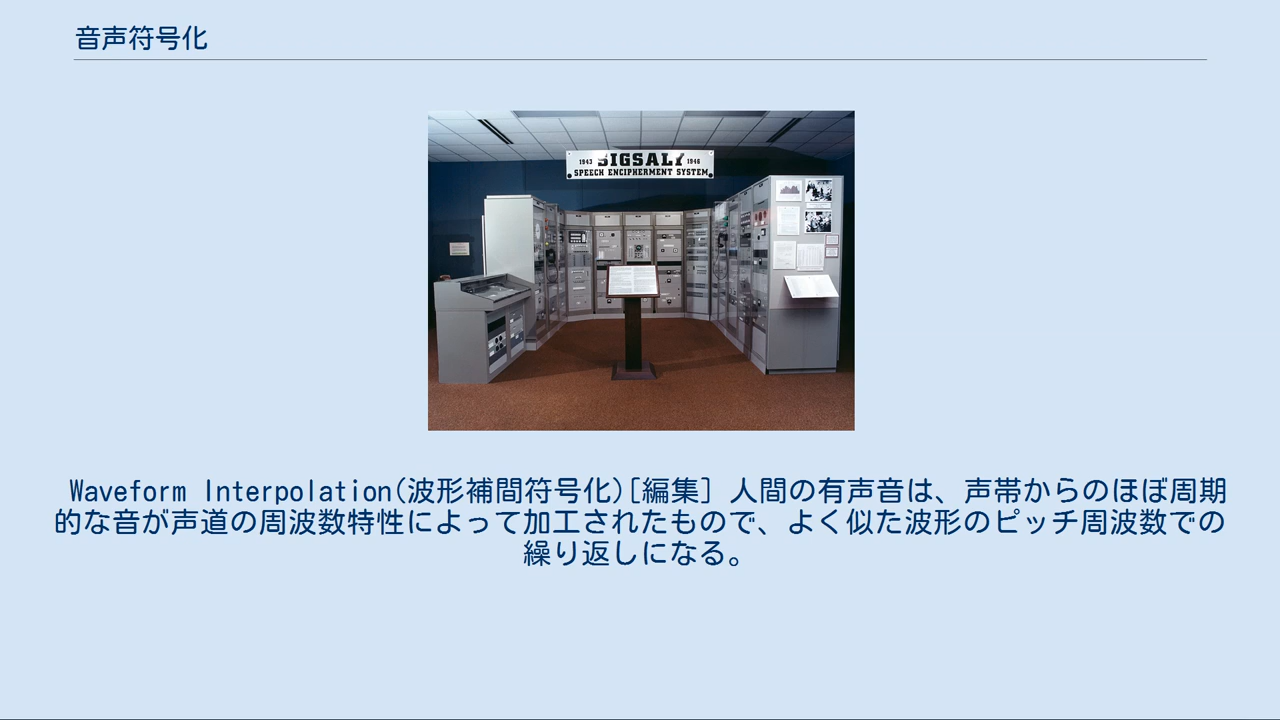 音声符号化
1943 SIGSALY 1946
SPEECH ENCIPHERMENT SYSTEM
Waveform Interpolation(波形補間符号化)[編集] 人間の有声音は、声帯からのほぼ周期
的な音が声道の周波数特性によって加工されたもので、よく似た波形のピッチ周波数での
繰り返しになる。